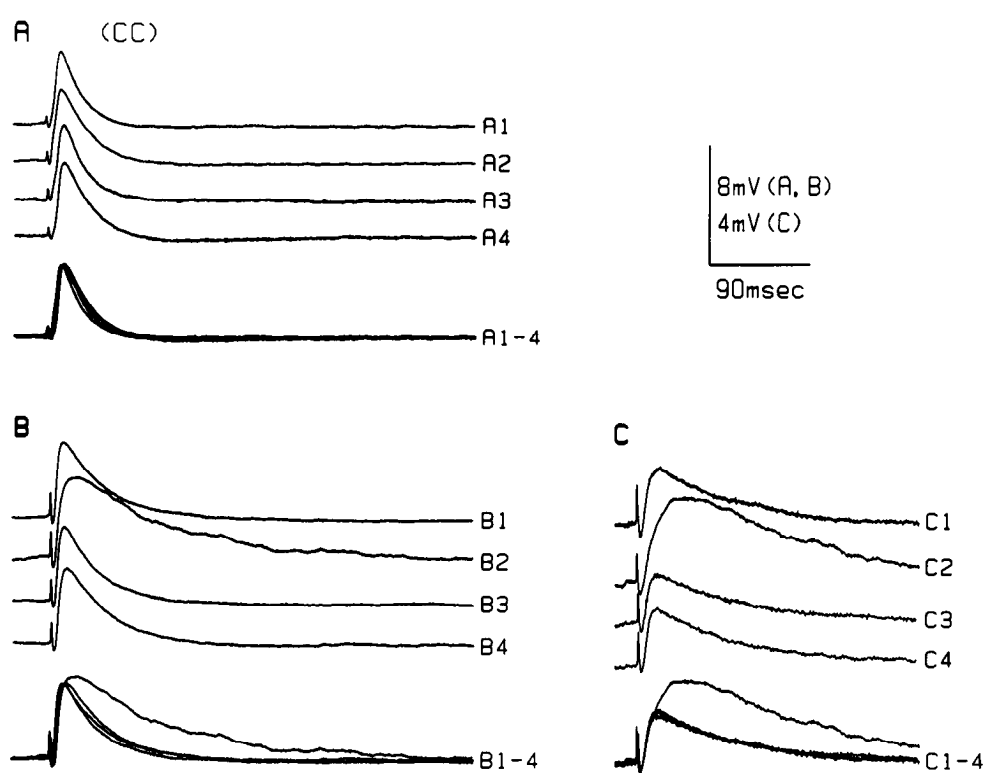 A (CC)
A1
A2
A3
A4
A1-4
8mV (A, B)
4mV (C)
90msec
B
B1
B2
B3
B4
B1-4
C
C1
C2
C3
C4
C1-4